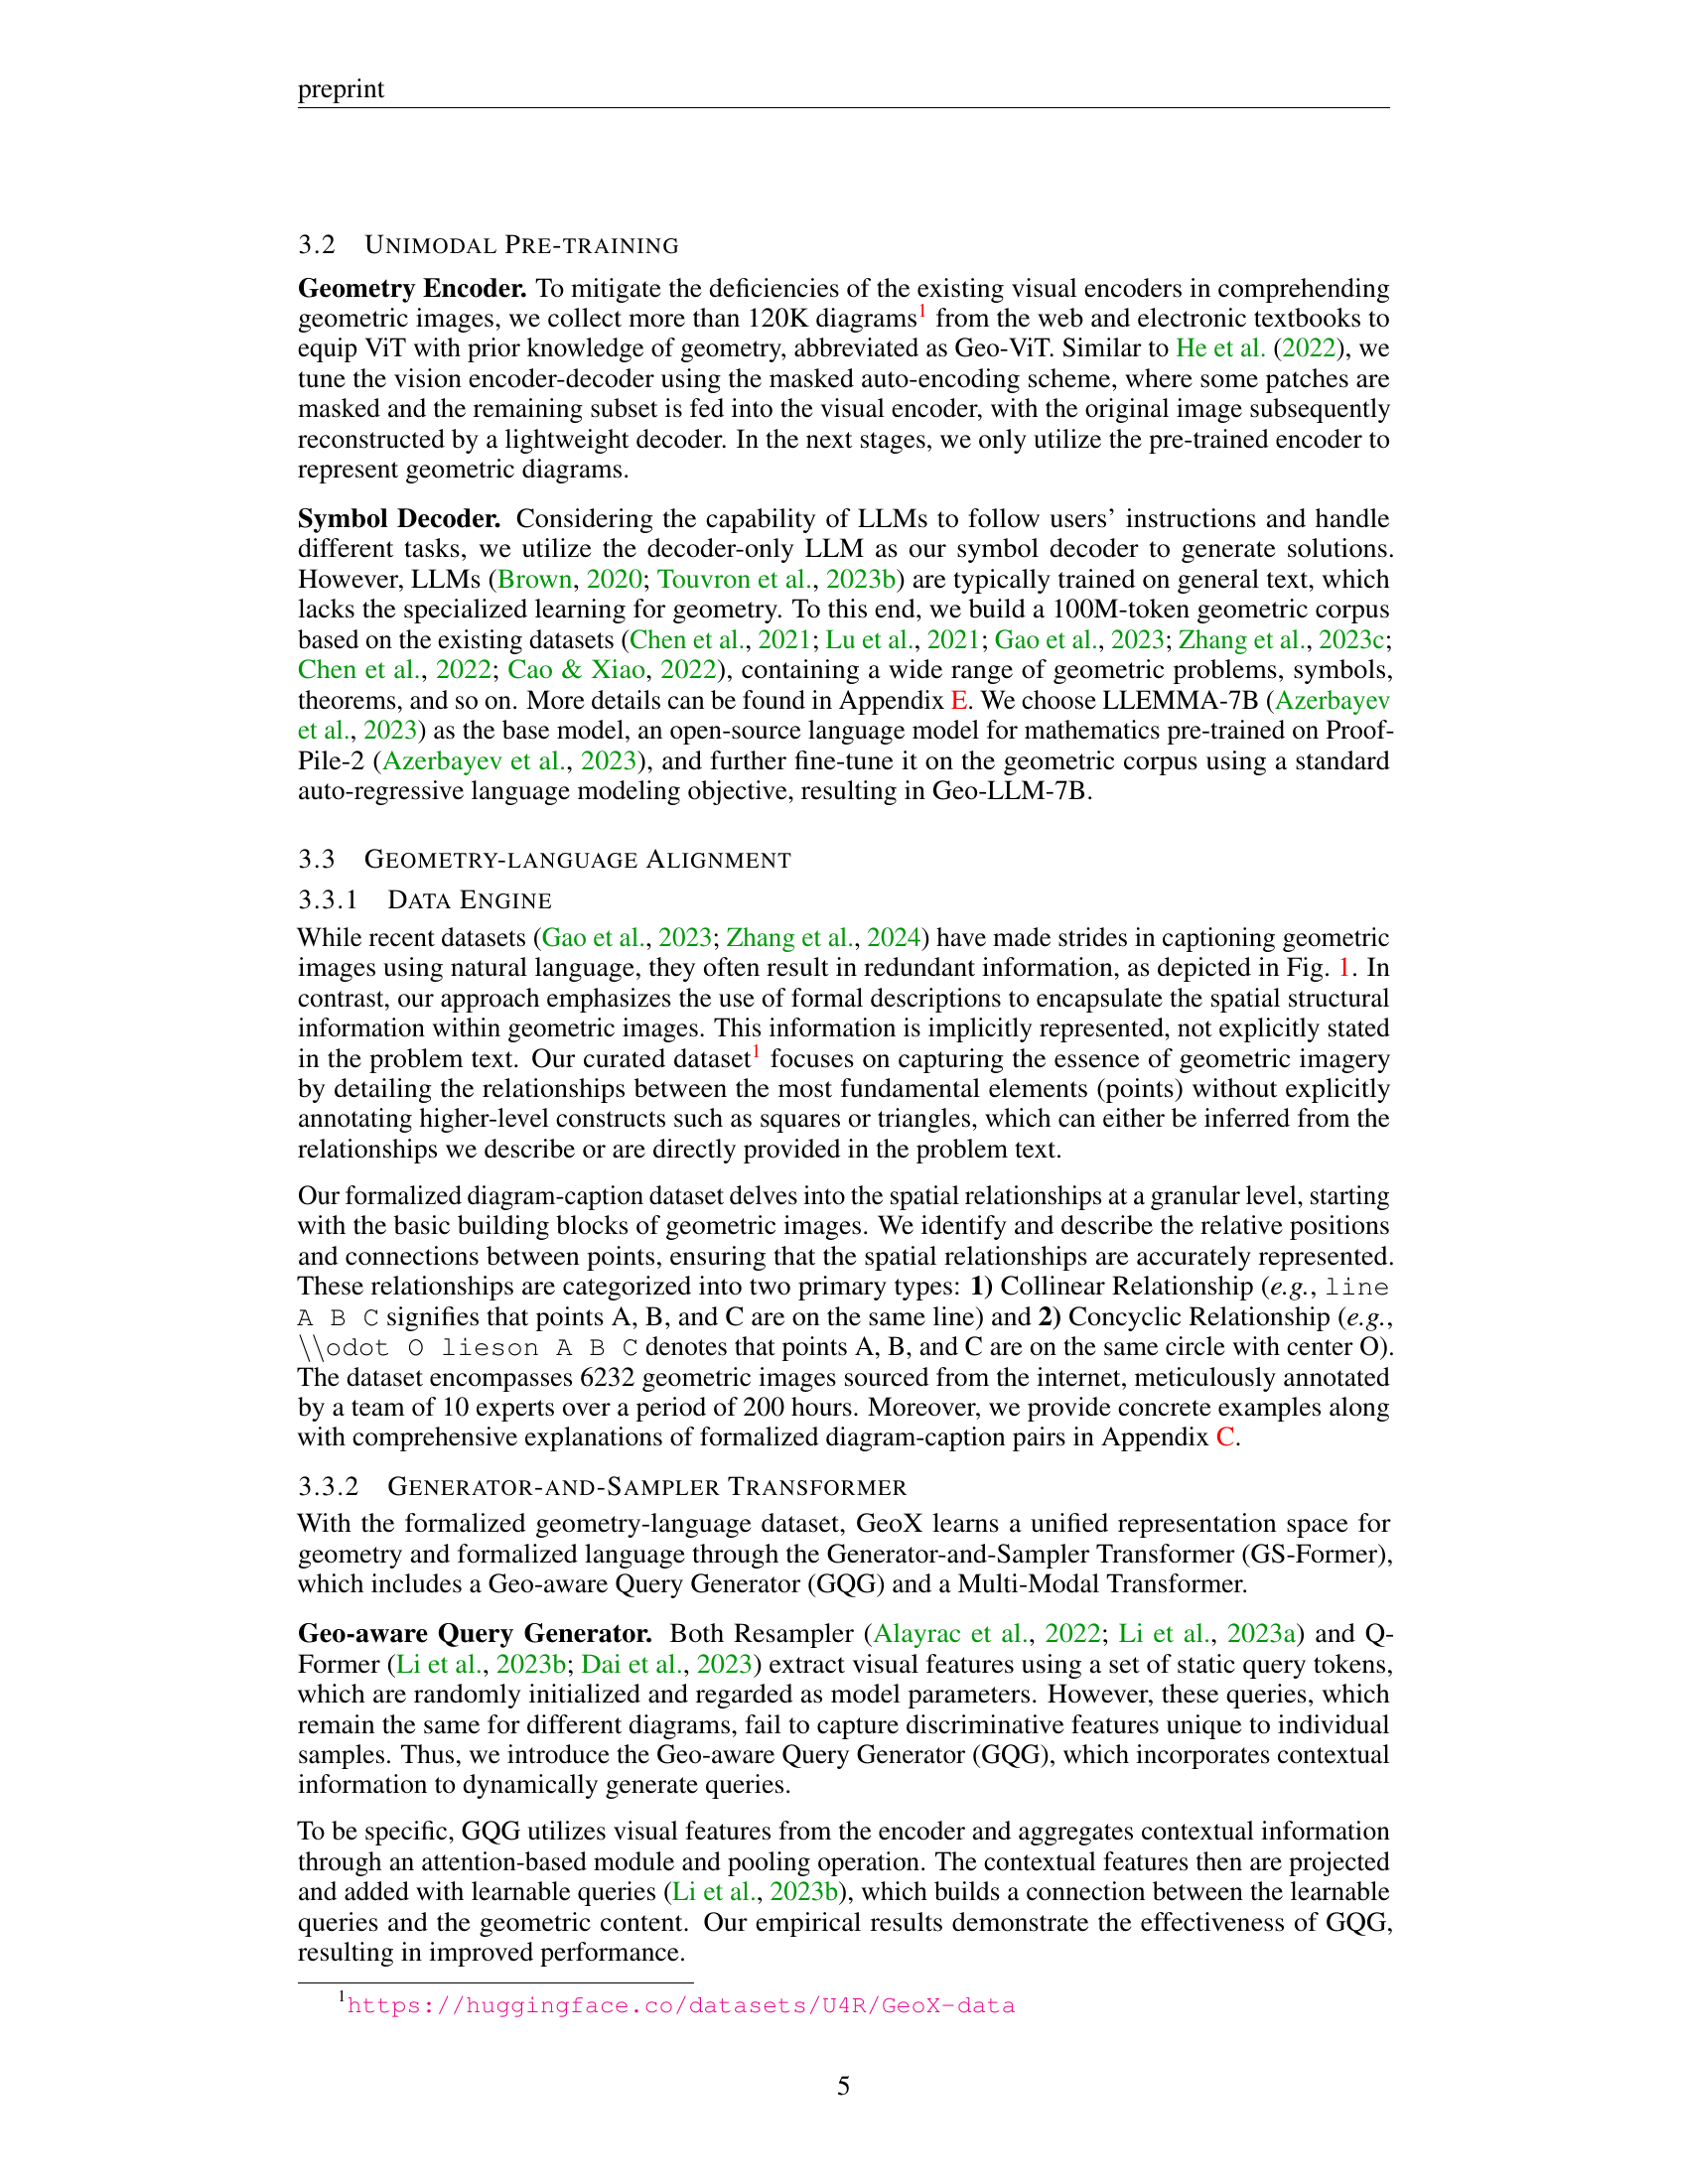 preprint
3.2 UNIMODAL PRE-TRAINING
Geometry Encoder. To mitigate the deficiencies of the existing visual encoders in comprehending
geometric images, we collect more than 120K diagrams1 from the web and electronic textbooks to
equip ViT with prior knowledge of geometry, abbreviated as Geo-ViT. Similar to He et al. (2022), we
tune the vision encoder-decoder using the masked auto-encoding scheme, where some patches are
masked and the remaining subset is fed into the visual encoder, with the original image subsequently
reconstructed by a lightweight decoder. In the next stages, we only utilize the pre-trained encoder to
represent geometric diagrams.
Symbol Decoder. Considering the capability of LLMs to follow users' instructions and handle
different tasks, we utilize the decoder-only LLM as our symbol decoder to generate solutions.
However, LLMs (Brown, 2020; Touvron et al., 2023b) are typically trained on general text, which
lacks the specialized learning for geometry. To this end, we build a 100M-token geometric corpus
based on the existing datasets (Chen et al., 2021; Lu et al., 2021; Gao et al., 2023; Zhang et al., 2023c;
Chen et al., 2022; Cao & Xiao, 2022), containing a wide range of geometric problems, symbols,
theorems, and so on. More details can be found in Appendix E. We choose LLEMMA-7B (Azerbayev
et al., 2023) as the base model, an open-source language model for mathematics pre-trained on Proof-
Pile-2 (Azerbayev et al., 2023), and further fine-tune it on the geometric corpus using a standard
auto-regressive language modeling objective, resulting in Geo-LLM-7B.
3.3 GEOMETRY-LANGUAGE ALIGNMENT
3.3.1 DATA ENGINE
While recent datasets (Gao et al., 2023; Zhang et al., 2024) have made strides in captioning geometric
images using natural language, they often result in redundant information, as depicted in Fig. 1. In
contrast, our approach emphasizes the use of formal descriptions to encapsulate the spatial structural
information within geometric images. This information is implicitly represented, not explicitly stated
in the problem text. Our curated dataset1 focuses on capturing the essence of geometric imagery
by detailing the relationships between the most fundamental elements (points) without explicitly
annotating higher-level constructs such as squares or triangles, which can either be inferred from the
relationships we describe or are directly provided in the problem text.
Our formalized diagram-caption dataset delves into the spatial relationships at a granular level, starting
with the basic building blocks of geometric images. We identify and describe the relative positions
and connections between points, ensuring that the spatial relationships are accurately represented.
These relationships are categorized into two primary types: 1) Collinear Relationship (e.g., line
A B C signifies that points A, B, and C are on the same line) and 2) Concyclic Relationship (e.g.,
\\odot O lieson A B C denotes that points A, B, and C are on the same circle with center O).
The dataset encompasses 6232 geometric images sourced from the internet, meticulously annotated
by a team of 10 experts over a period of 200 hours. Moreover, we provide concrete examples along
with comprehensive explanations of formalized diagram-caption pairs in Appendix C.
3.3.2 GENERATOR-AND-SAMPLER TRANSFORMER
With the formalized geometry-language dataset, GeoX learns a unified representation space for
geometry and formalized language through the Generator-and-Sampler Transformer (GS-Former),
which includes a Geo-aware Query Generator (GQG) and a Multi-Modal Transformer.
Geo-aware Query Generator. Both Resampler (Alayrac et al., 2022; Li et al., 2023a) and Q-
Former (Li et al., 2023b; Dai et al., 2023) extract visual features using a set of static query tokens,
which are randomly initialized and regarded as model parameters. However, these queries, which
remain the same for different diagrams, fail to capture discriminative features unique to individual
samples. Thus, we introduce the Geo-aware Query Generator (GQG), which incorporates contextual
information to dynamically generate queries.
To be specific, GQG utilizes visual features from the encoder and aggregates contextual information
through an attention-based module and pooling operation. The contextual features then are projected
and added with learnable queries (Li et al., 2023b), which builds a connection between the learnable
queries and the geometric content. Our empirical results demonstrate the effectiveness of GQG,
resulting in improved performance.
1https://huggingface.co/datasets/U4R/GeoX-data
5